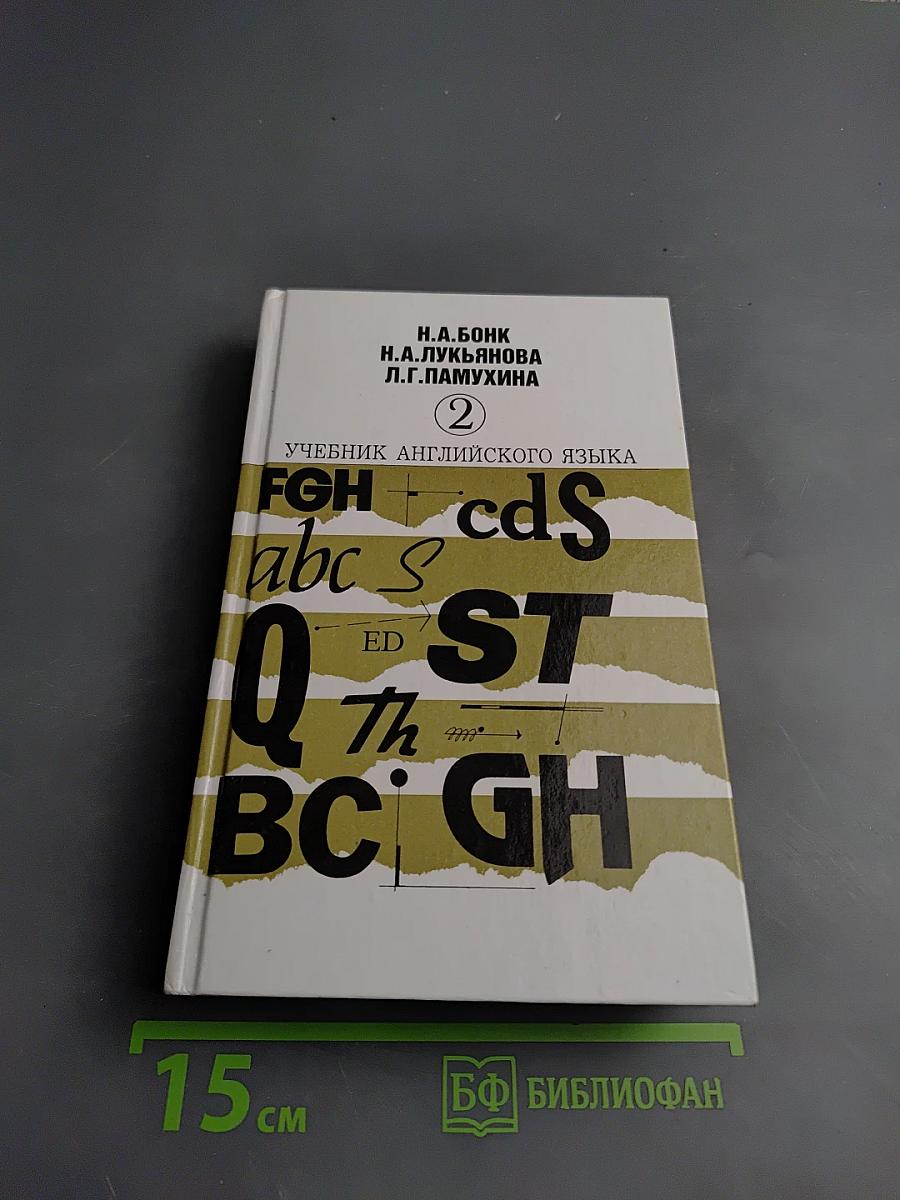 Н.А.БОНК
Н.А.ЛУКЬЯНОВА
Л.Г.ПАМУХИНА
2
УЧЕБНИК АНГЛИЙСКОГО ЯЗЫКА
FGH
cdS
abc S
Q
ED
ST
Th
BC
GH
15 см
БФ БИБЛИОФАН